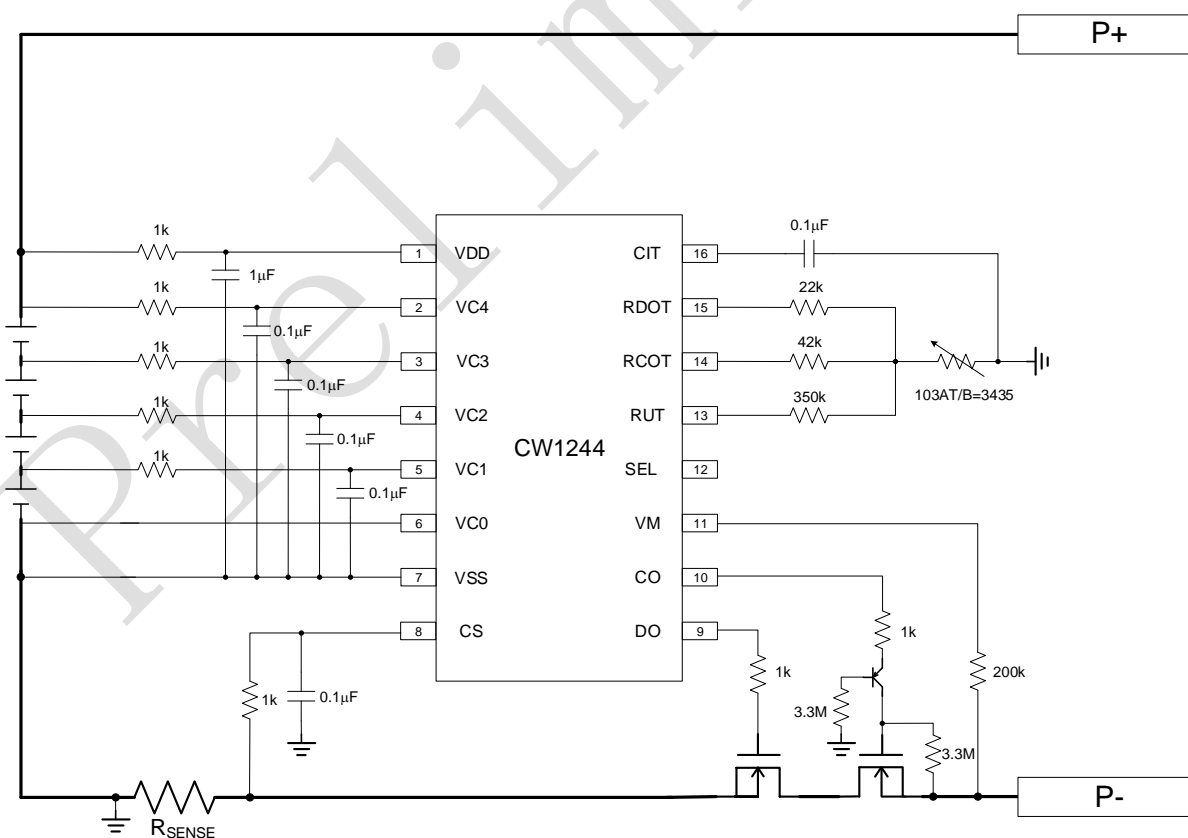 P+
1k
1
VDD
1µF
1k
2
VC4
0.1µF
1k
3
VC3
0.1µF
1k
4
VC2
0.1µF
1k
5
VC1
0.1µF
6
VC0
7
VSS
8
CS
1k
0.1µF
CW1244
CIT
16
0.1µF
RDOT
15
22k
RCOT
14
42k
103AT/B=3435
RUT
13
350k
SEL
12
VM
11
200k
CO
10
1k
DO
9
1k
3.3M
3.3M
P-
RSENSE